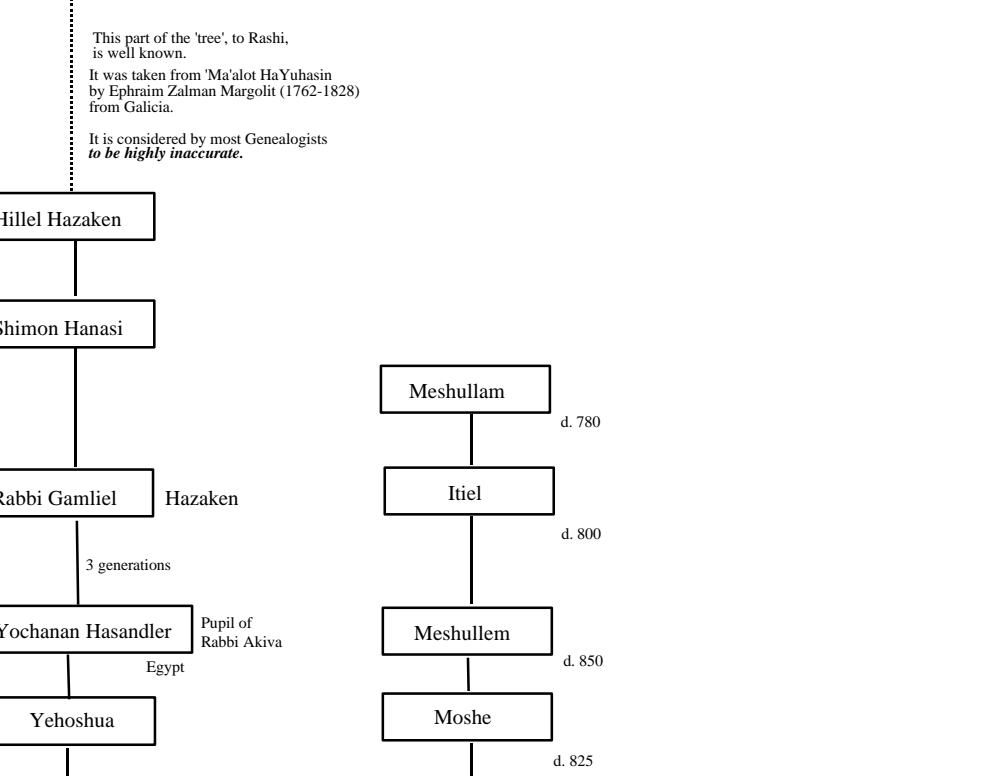 This part of the 'tree', to Rashi,
is well known.
It was taken from 'Ma'alot HaYuhasin
by Ephraim Zalman Margolit (1762-1828)
from Galicia.
It is considered by most Genealogists
to be highly inaccurate.
Hillel Hazaken
Shimon Hanasi
Rabbi Gamliel
Hazaken
3 generations
Yochanan Hasandler
Pupil of
Rabbi Akiva
Egypt
Yehoshua
Meshullam
d. 780
Itiel
d. 800
Meshullem
d. 850
Moshe
d. 825